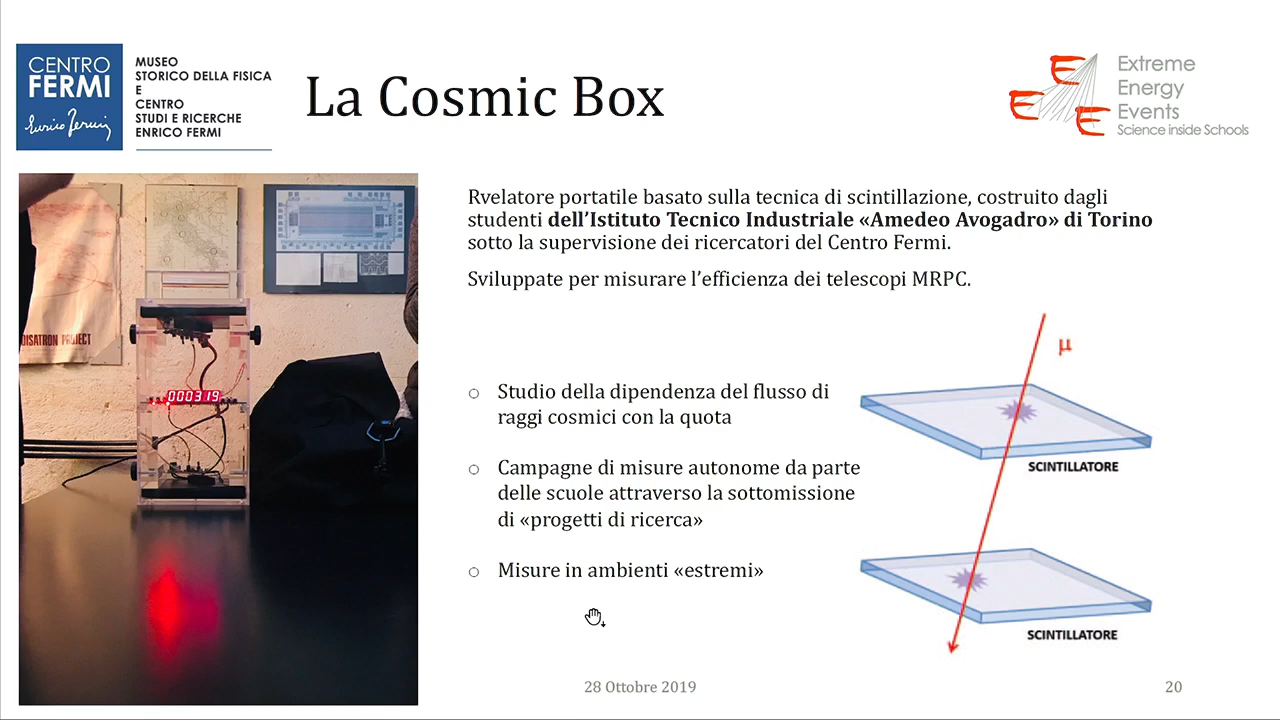 CENTRO
FERMI
Enrico Fermi
MUSEO
STORICO DELLA FISICA
E
CENTRO
STUDI E RICERCHE
ENRICO FERMI
La Cosmic Box
EEE
Extreme
Energy
Events
Science inside Schools
Rvelatore portatile basato sulla tecnica di scintillazione, costruito dagli
studenti dell’Istituto Tecnico Industriale «Amedeo Avogadro» di Torino
sotto la supervisione dei ricercatori del Centro Fermi.
Sviluppate per misurare l’efficienza dei telescopi MRPC.
Studio della dipendenza del flusso di
raggi cosmici con la quota
Campagne di misure autonome da parte
delle scuole attraverso la sottomissione
di «progetti di ricerca»
Misure in ambienti «estremi»
000319
μ
SCINTILLATORE
SCINTILLATORE
28 Ottobre 2019
20